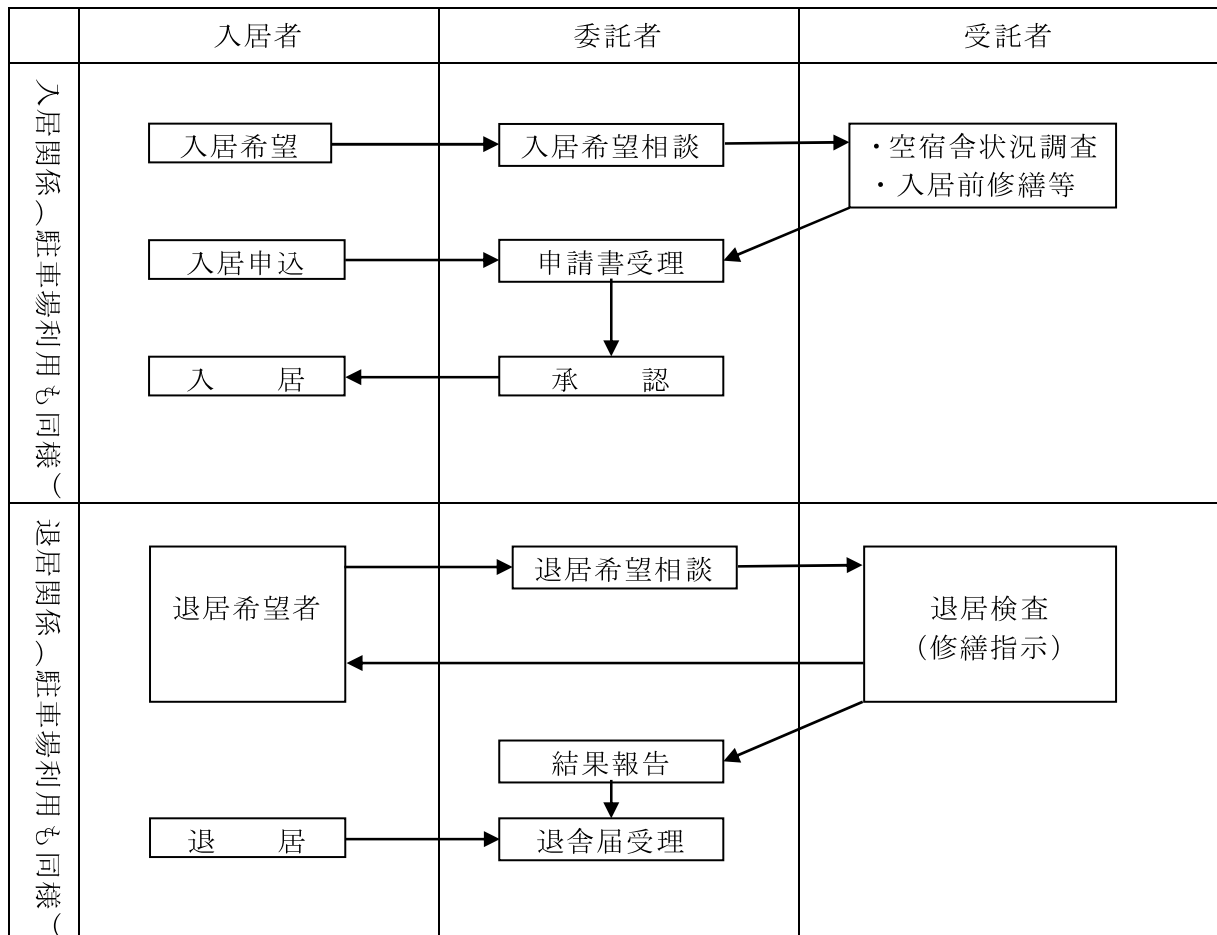 入居者
委託者
受託者
入居関係（駐車場利用も同様）
入居希望
入居希望相談
・空宿舎状況調査
・入居前修繕等
入居申込
申請書受理
入　　居
承　　認
退居関係（駐車場利用も同様）
退居希望者
退居希望相談
退居検査
（修繕指示）
結果報告
退　　居
退舎届受理